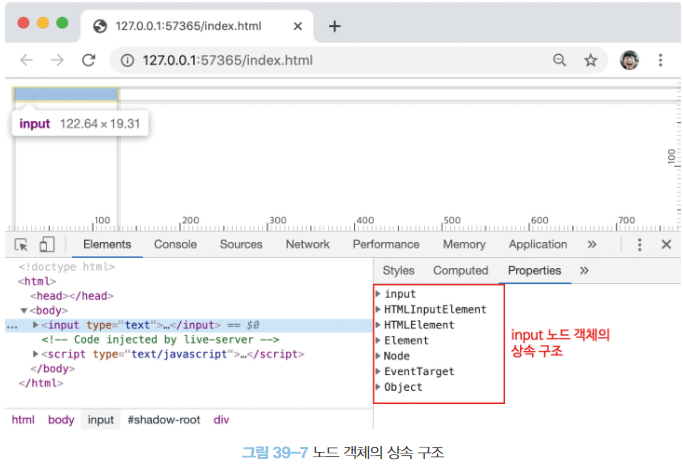 127.0.0.1:57365/index.html
127.0.0.1:57365/index.html
input 122.64 × 19.31
100
100 200 300 400 500 600 700
Elements Console Sources Network Performance Memory Application »
<!doctype html>
<html>
<head></head>
▼<body>
... ▶<input type="text">…</input> == $0
<!-- Code injected by live-server -->
▶<script type="text/javascript">…</script>
</body>
</html>
html body input #shadow-root div
Styles Computed Properties »
▶ input
▶ HTMLInputElement
▶ HTMLElement
▶ Element
▶ Node
▶ EventTarget
▶ Object
input 노드 객체의
상속 구조
그림 39–7 노드 객체의 상속 구조